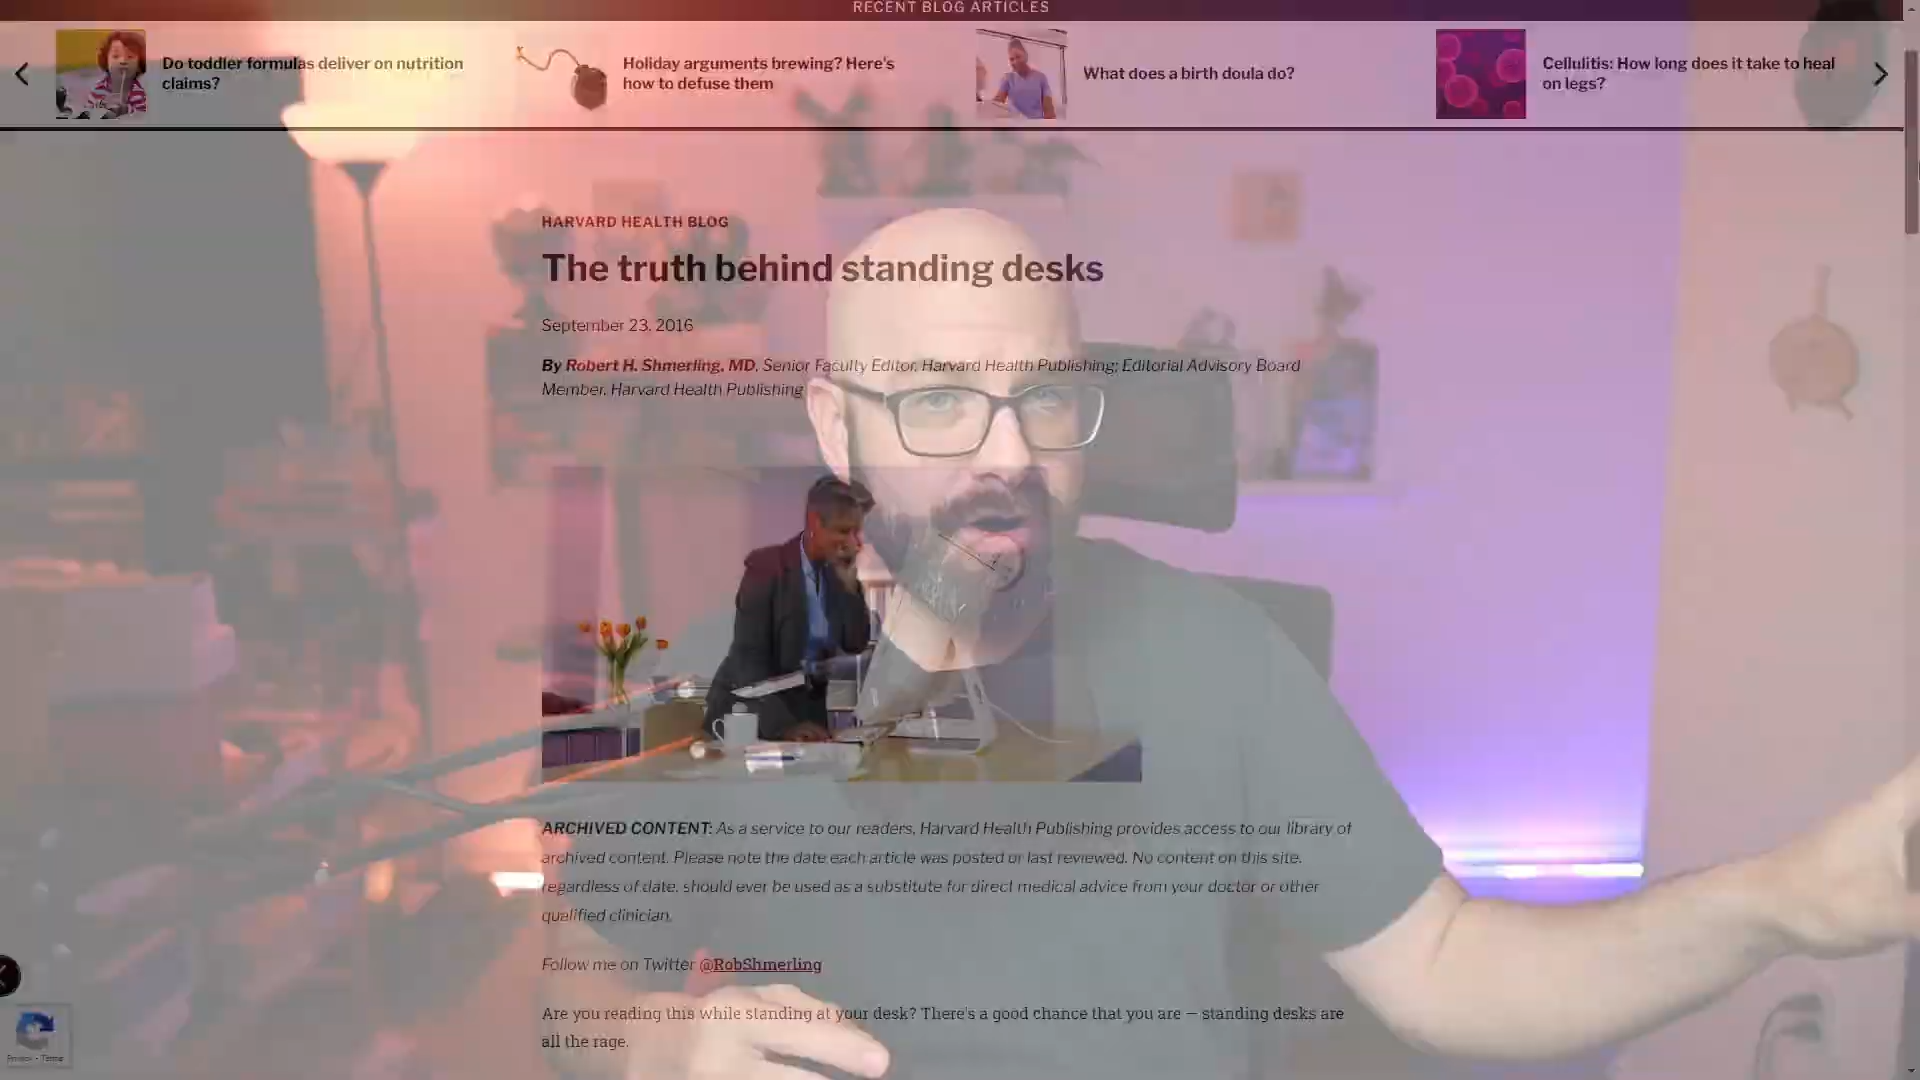 RECENT BLOG ARTICLES
Do toddler formulas deliver on nutrition
claims?
Holiday arguments brewing? Here's
how to defuse them
What does a birth doula do?
Cellulitis: How long does it take to heal
on legs?
HARVARD HEALTH BLOG
The truth behind standing desks
September 23, 2016
By Robert H. Shmerling, MD, Senior Faculty Editor, Harvard Health Publishing; Editorial Advisory Board
Member, Harvard Health Publishing
ARCHIVED CONTENT: As a service to our readers, Harvard Health Publishing provides access to our library of
archived content. Please note the date each article was posted or last reviewed. No content on this site,
regardless of date, should ever be used as a substitute for direct medical advice from your doctor or other
qualified clinician.
Follow me on Twitter @RobShmerling
Are you reading this while standing at your desk? There's a good chance that you are — standing desks are
all the rage.
Privacy - Terms